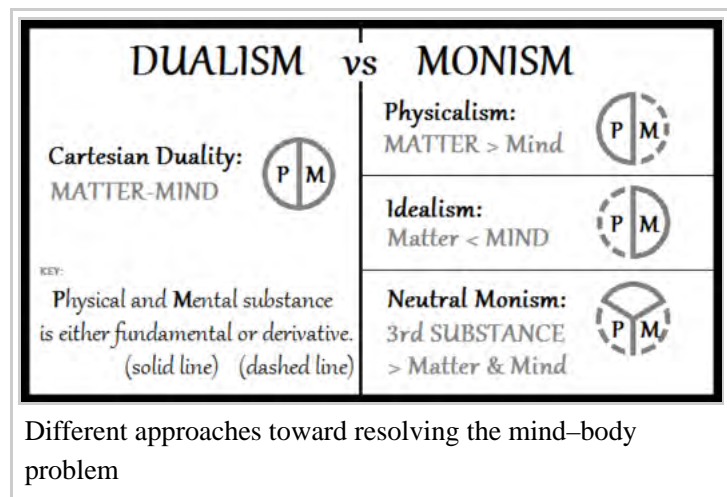 DUALISM vs MONISM
Cartesian Duality:
MATTER-MIND
P M
KEY:
Physical and Mental substance
is either fundamental or derivative.
(solid line) (dashed line)
Physicalism:
MATTER > Mind
P M
Idealism:
Matter < MIND
P M
Neutral Monism:
3rd SUBSTANCE
> Matter & Mind
P M
Different approaches toward resolving the mind–body
problem